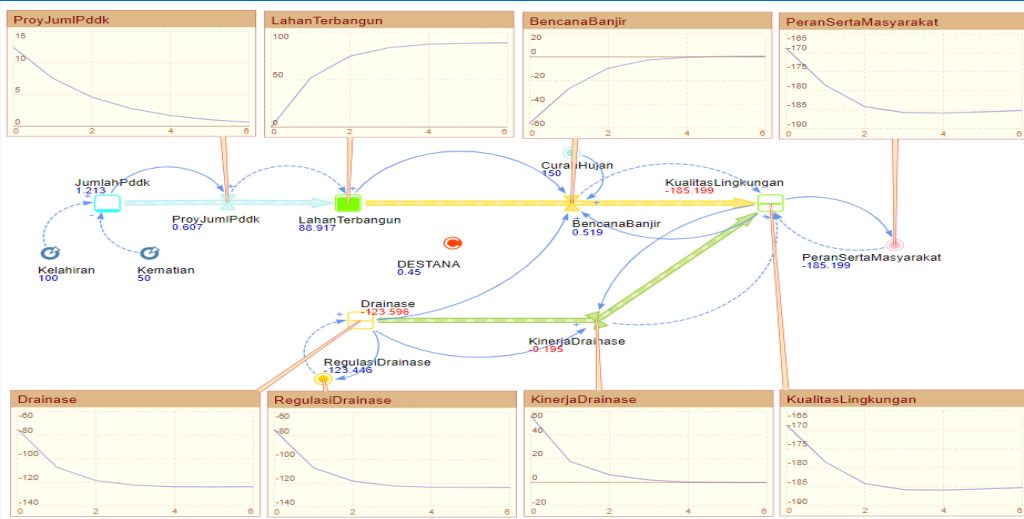 ProyJumlPddk
15
10
5
0
0 2 4 6
LahanTerbangun
100
50
0
0 2 4 6
BencanaBanjir
20
0
-20
-40
-60
0 2 4 6
PeranSertaMasyarakat
-165
-170
-175
-180
-185
-190
0 2 4 6
JumlahPddk
1.213
ProyJumlPddk
0.607
LahanTerbangun
88.917
CurahHujan
150
BencanaBanjir
0.519
KualitasLingkungan
-185.199
PeranSertaMasyarakat
-185.199
Kelahiran
100
Kematian
50
DESTANA
0.45
Drainase
-123.596
KinerjaDrainase
-0.195
RegulasiDrainase
-123.446
Drainase
-60
-80
-100
-120
-140
0 2 4 6
RegulasiDrainase
-60
-80
-100
-120
-140
0 2 4 6
KinerjaDrainase
60
40
20
0
-20
0 2 4 6
KualitasLingkungan
-165
-170
-175
-180
-185
-190
0 2 4 6